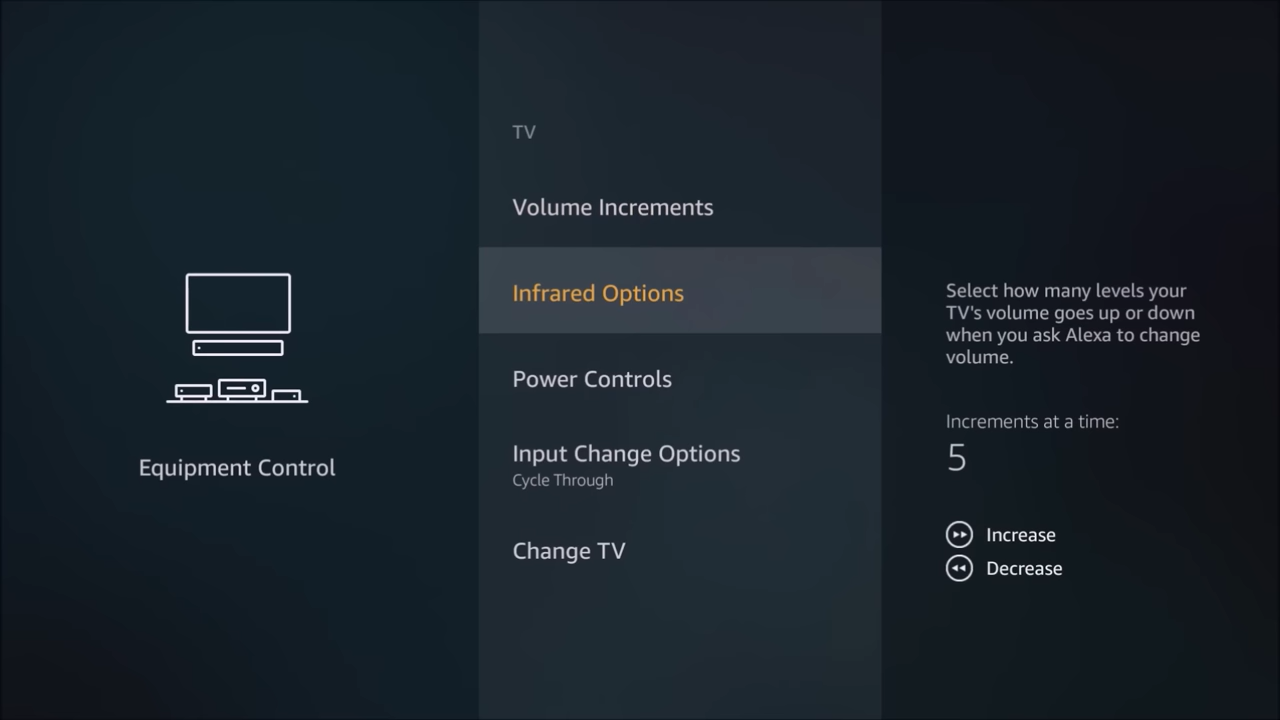 Equipment Control
TV
Volume Increments
Infrared Options
Power Controls
Input Change Options
Cycle Through
Change TV
Select how many levels your
TV's volume goes up or down
when you ask Alexa to change
volume.
Increments at a time:
5
Increase
Decrease